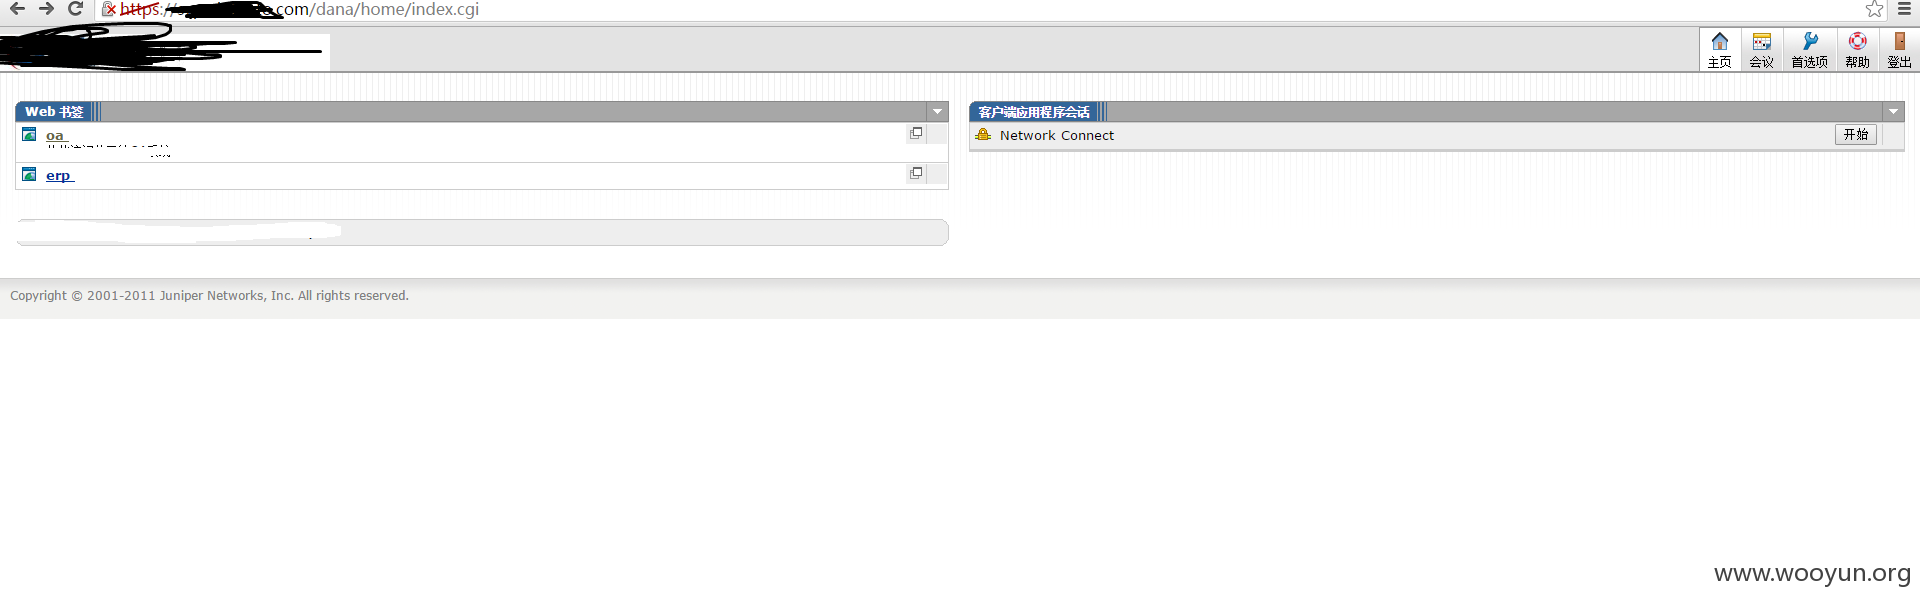 https:// .com/dana/home/index.cgi
主页 会议 首选项 帮助 登出
Web 书签
oa
erp
客户端应用程序会话
Network Connect 开始
Copyright © 2001-2011 Juniper Networks, Inc. All rights reserved.
www.wooyun.org